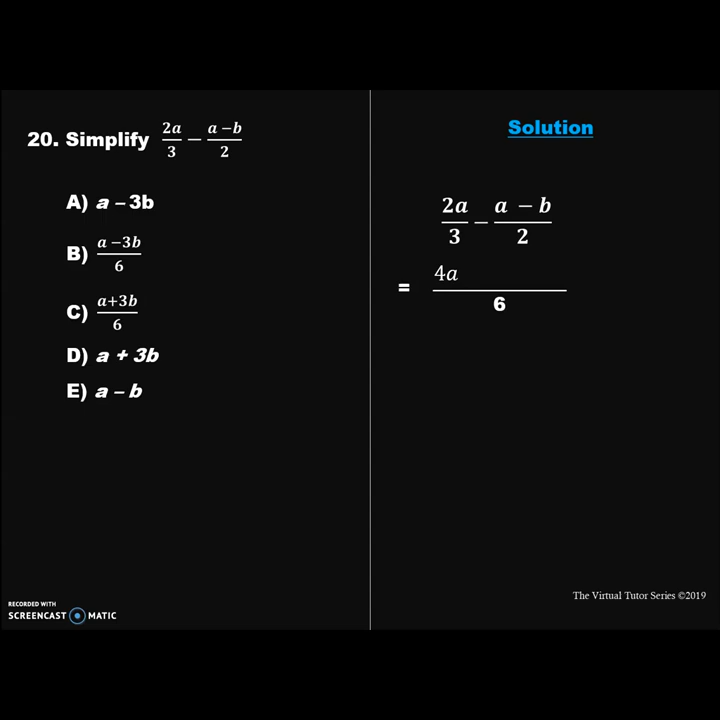 20. Simplify 2a/3 − a−b/2
A) a – 3b
B) a−3b/6
C) a+3b/6
D) a + 3b
E) a – b
Solution
2a/3 − a − b/2
= 4a/6
The Virtual Tutor Series ©2019
RECORDED WITH
SCREENCAST MATIC